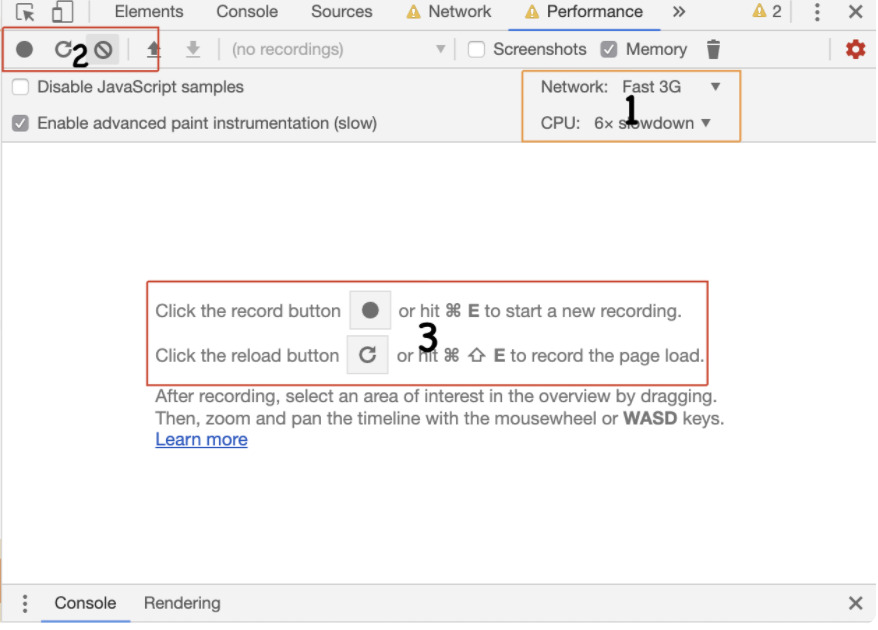 Elements Console Sources Network Performance » 2
2 (no recordings) Screenshots Memory
Disable JavaScript samples Network: Fast 3G
1
Enable advanced paint instrumentation (slow) CPU: 6× slowdown
Click the record button or hit ⌘ E to start a new recording.
3
Click the reload button or hit ⌘ ⇧ E to record the page load.
After recording, select an area of interest in the overview by dragging.
Then, zoom and pan the timeline with the mousewheel or WASD keys.
Learn more
Console Rendering